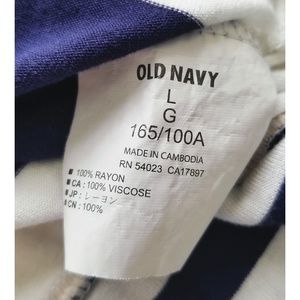 OLD NAVY
L
G
165/100A
MADE IN CAMBODIA
RN 54023 CA17897
100% RAYON
CA : 100% VISCOSE
JP : レーヨン
CN : 100%